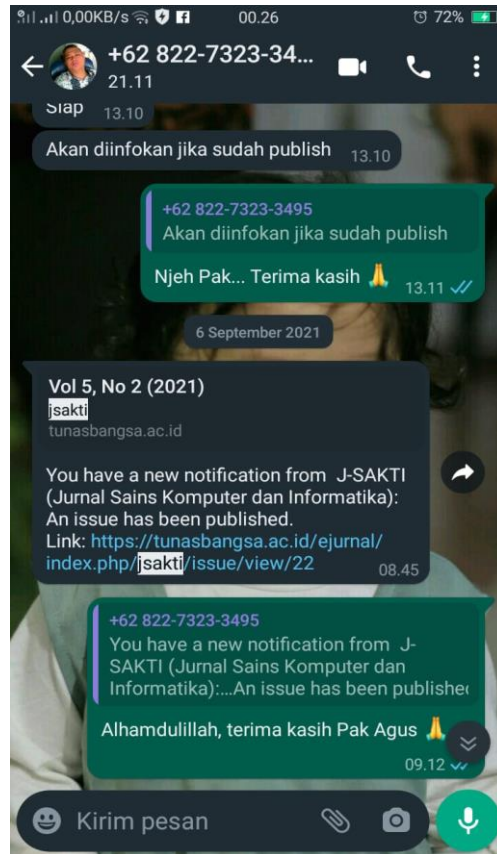 0,00KB/s 00.26 72%
+62 822-7323-34...
21.11
Siap 13.10
Akan diinfokan jika sudah publish 13.10
+62 822-7323-3495
Akan diinfokan jika sudah publish
Njeh Pak... Terima kasih 🙏 13.11
6 September 2021
Vol 5, No 2 (2021)
jsakti
tunasbangsa.ac.id
You have a new notification from J-SAKTI
(Jurnal Sains Komputer dan Informatika):
An issue has been published.
Link: https://tunasbangsa.ac.id/ejurnal/
index.php/jsakti/issue/view/22 08.45
+62 822-7323-3495
You have a new notification from J-
SAKTI (Jurnal Sains Komputer dan
Informatika):...An issue has been publishe
Alhamdulillah, terima kasih Pak Agus 🙏
09.12
Kirim pesan